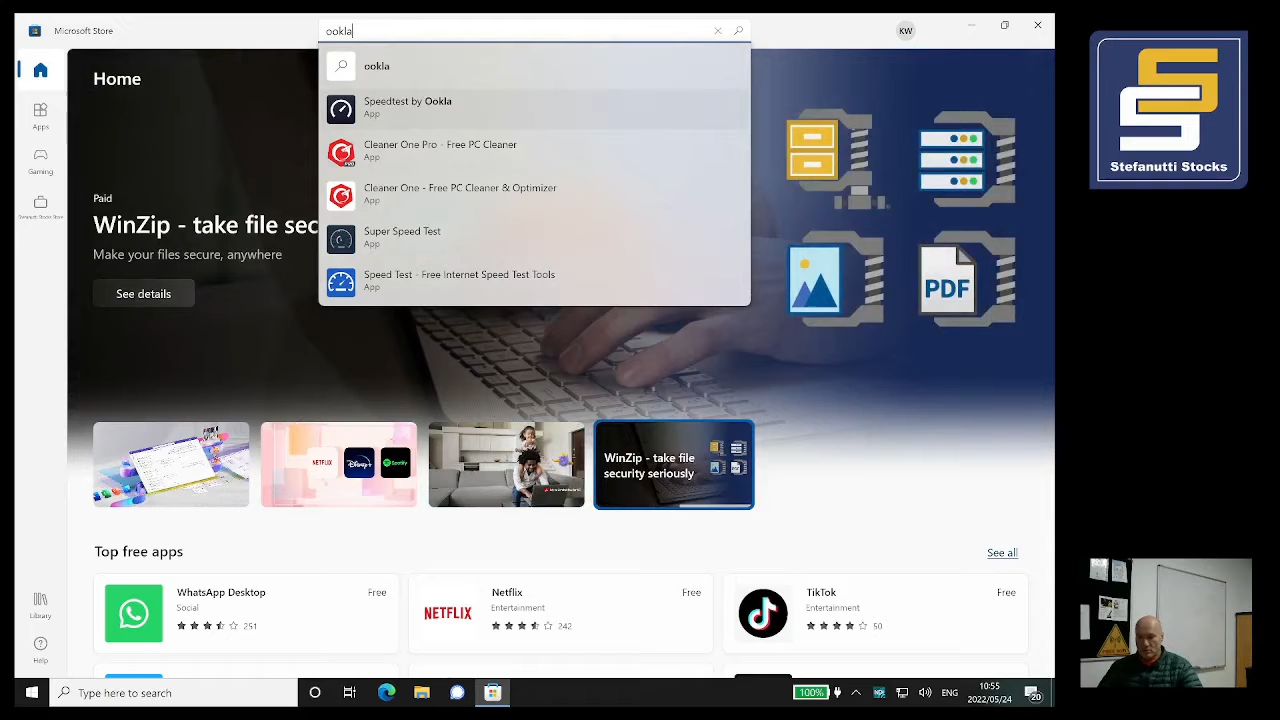 Microsoft Store
ookla
KW
Home
Apps
Gaming
Library
Help
ookla
Speedtest by Ookla
App
Cleaner One Pro - Free PC Cleaner
App
Cleaner One - Free PC Cleaner & Optimizer
App
Super Speed Test
App
Speed Test - Free Internet Speed Test Tools
App
Paid
WinZip - take file sec
Make your files secure, anywhere
See details
PDF
NETFLIX
Disney+
Spotify
WinZip - take file
security seriously
Top free apps
See all
WhatsApp Desktop
Free
Social
251
NETFLIX
Netflix
Free
Entertainment
242
TikTok
Free
Entertainment
50
Type here to search
100%
ENG
10:55
2022/05/24
20
Stefanutti Stocks